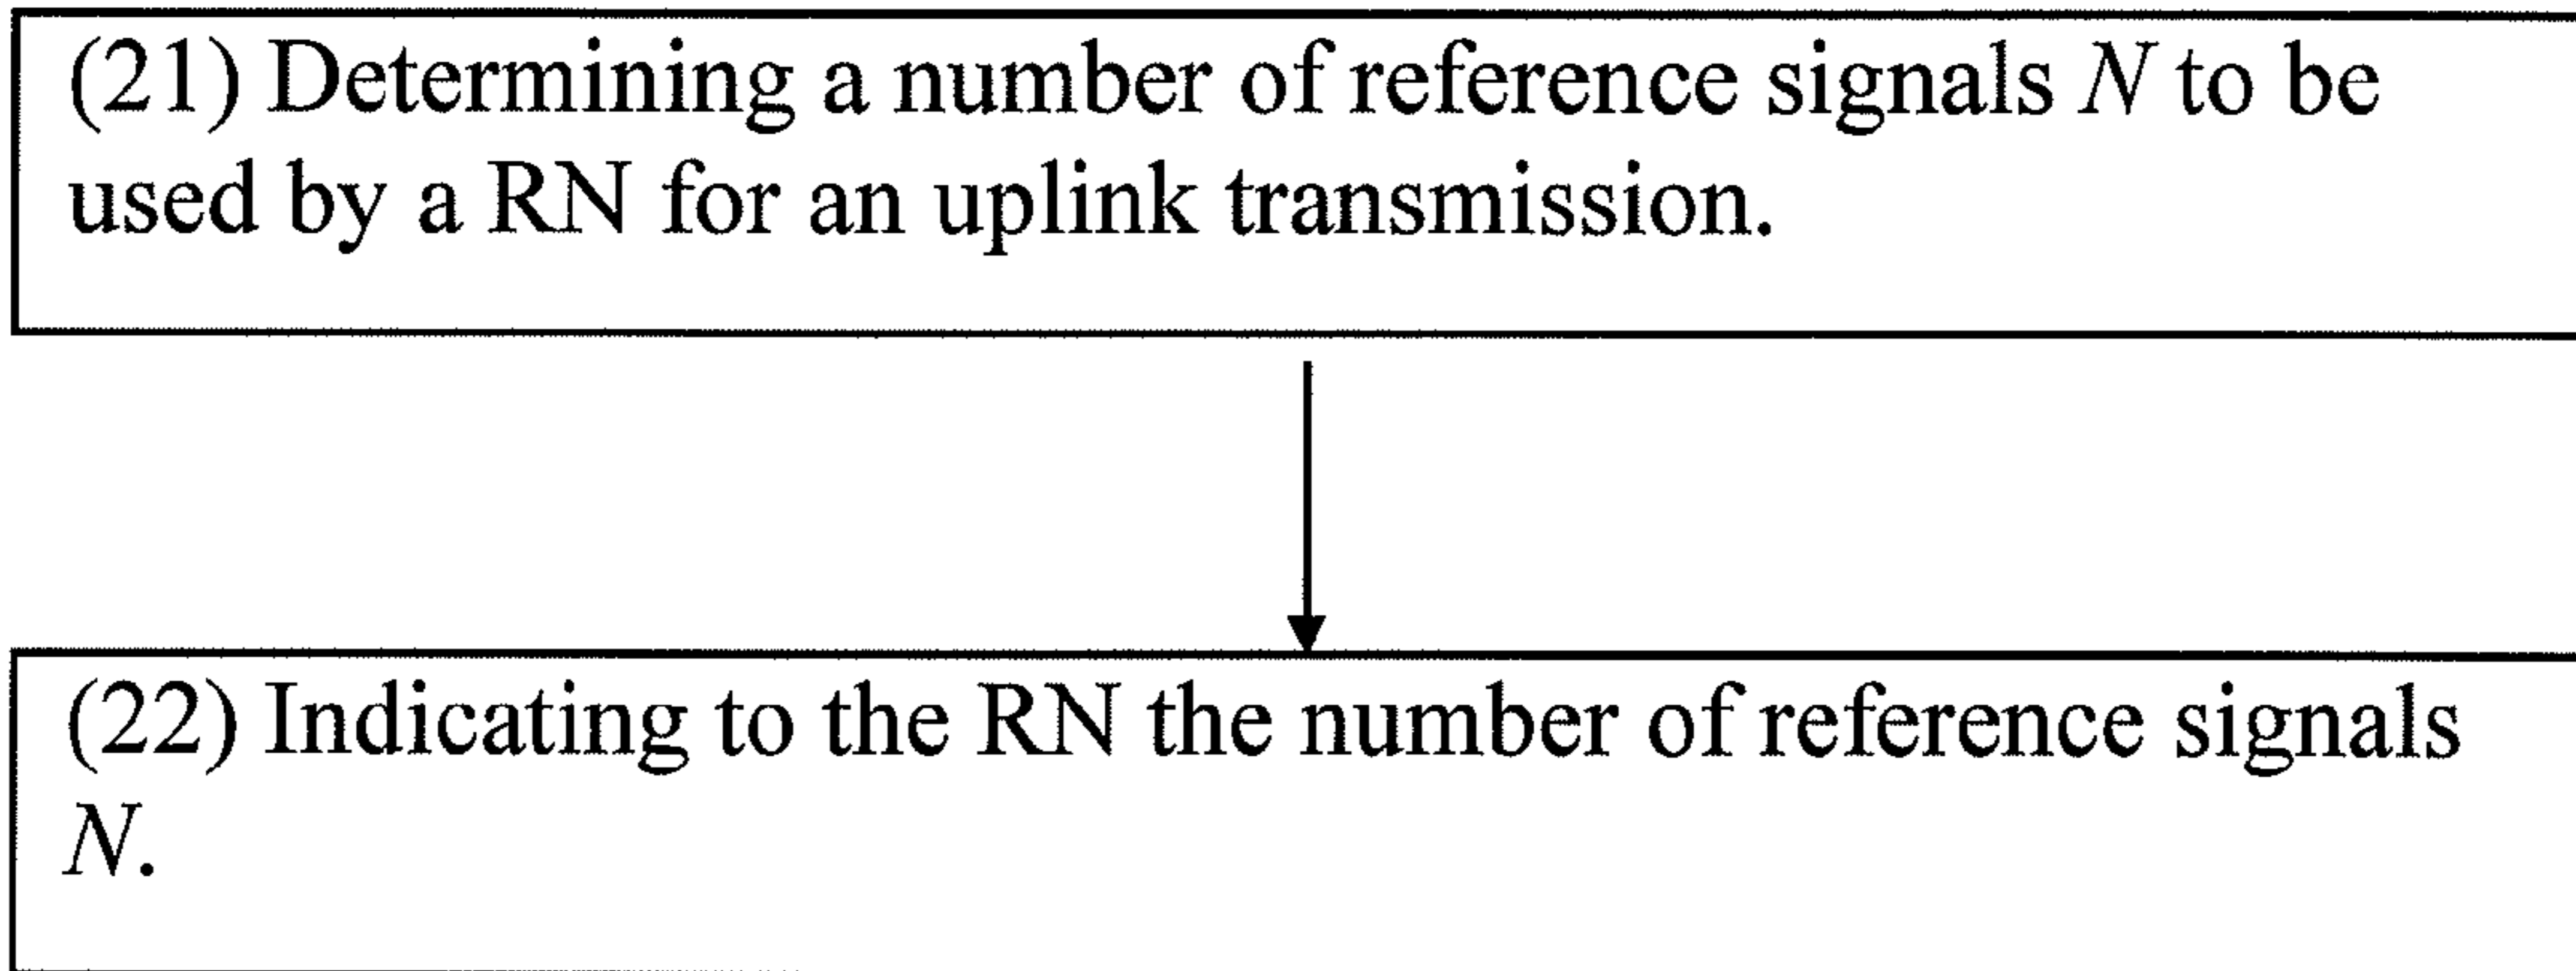 (21) Determining a number of reference signals N to be
used by a RN for an uplink transmission.
(22) Indicating to the RN the number of reference signals
N.